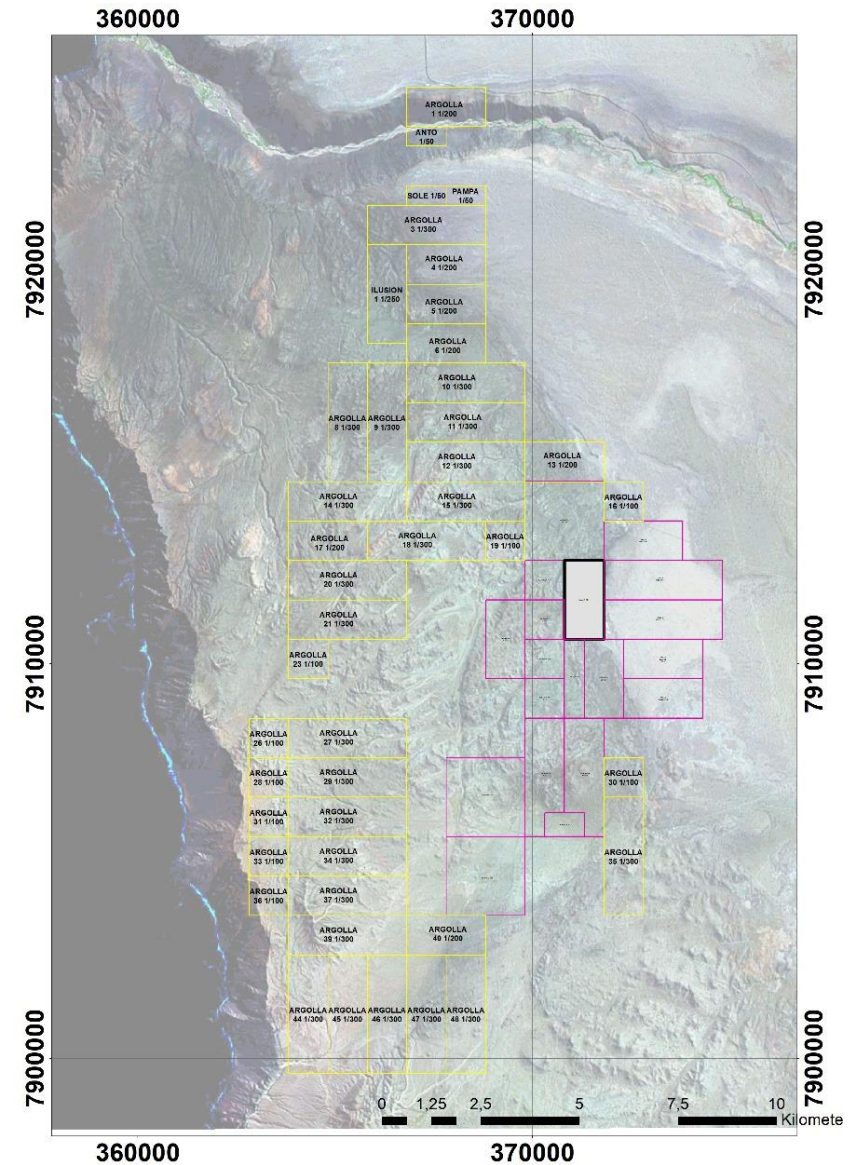 360000 370000
ARGOLLA
1 1/200
ANTO
1/50
SOLE 1/50
PAMPA
1/50
ARGOLLA
3 1/300
7920000
7920000
ARGOLLA
4 1/200
ILUSION
1 1/250
ARGOLLA
5 1/200
ARGOLLA
6 1/200
ARGOLLA
10 1/300
ARGOLLA
8 1/300
ARGOLLA
9 1/300
ARGOLLA
11 1/300
ARGOLLA
12 1/300
ARGOLLA
13 1/200
ARGOLLA
14 1/300
ARGOLLA
15 1/300
ARGOLLA
16 1/100
ARGOLLA
17 1/200
ARGOLLA
18 1/300
ARGOLLA
19 1/100
ARGOLLA
20 1/300
ARGOLLA
21 1/300
ARGOLLA
23 1/100
7910000
7910000
ARGOLLA
26 1/100
ARGOLLA
27 1/300
ARGOLLA
28 1/100
ARGOLLA
29 1/300
ARGOLLA
30 1/100
ARGOLLA
31 1/100
ARGOLLA
32 1/300
ARGOLLA
33 1/100
ARGOLLA
34 1/300
ARGOLLA
35 1/300
ARGOLLA
36 1/100
ARGOLLA
37 1/300
ARGOLLA
39 1/300
ARGOLLA
40 1/200
ARGOLLA
44 1/300
ARGOLLA
45 1/300
ARGOLLA
46 1/300
ARGOLLA
47 1/300
ARGOLLA
48 1/300
7900000
7900000
0 1,25 2,5 5 7,5 10
Kilomete
360000 370000